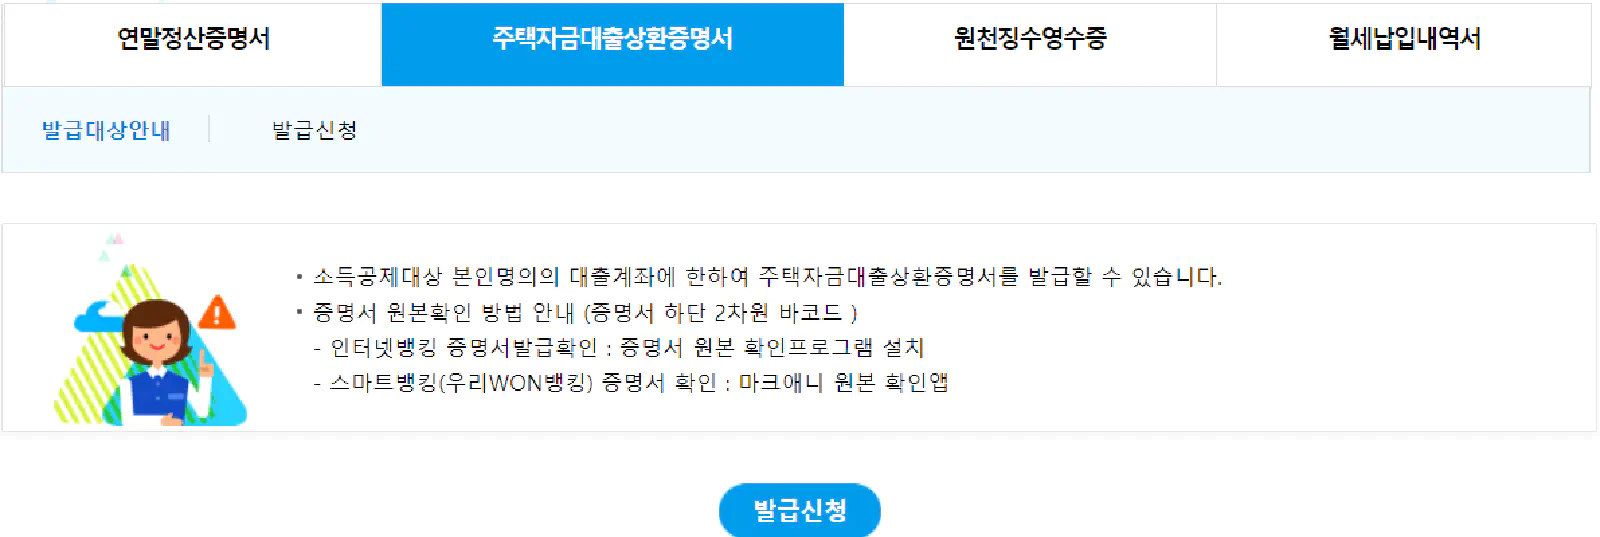 연말정산증명서 주택자금대출상환증명서 원천징수영수증 월세납입내역서
발급대상안내 발급신청
• 소득공제대상 본인명의의 대출계좌에 한하여 주택자금대출상환증명서를 발급할 수 있습니다.
• 증명서 원본확인 방법 안내 (증명서 하단 2차원 바코드 )
- 인터넷뱅킹 증명서발급확인 : 증명서 원본 확인프로그램 설치
- 스마트뱅킹(우리WON뱅킹) 증명서 확인 : 마크애니 원본 확인앱
발급신청